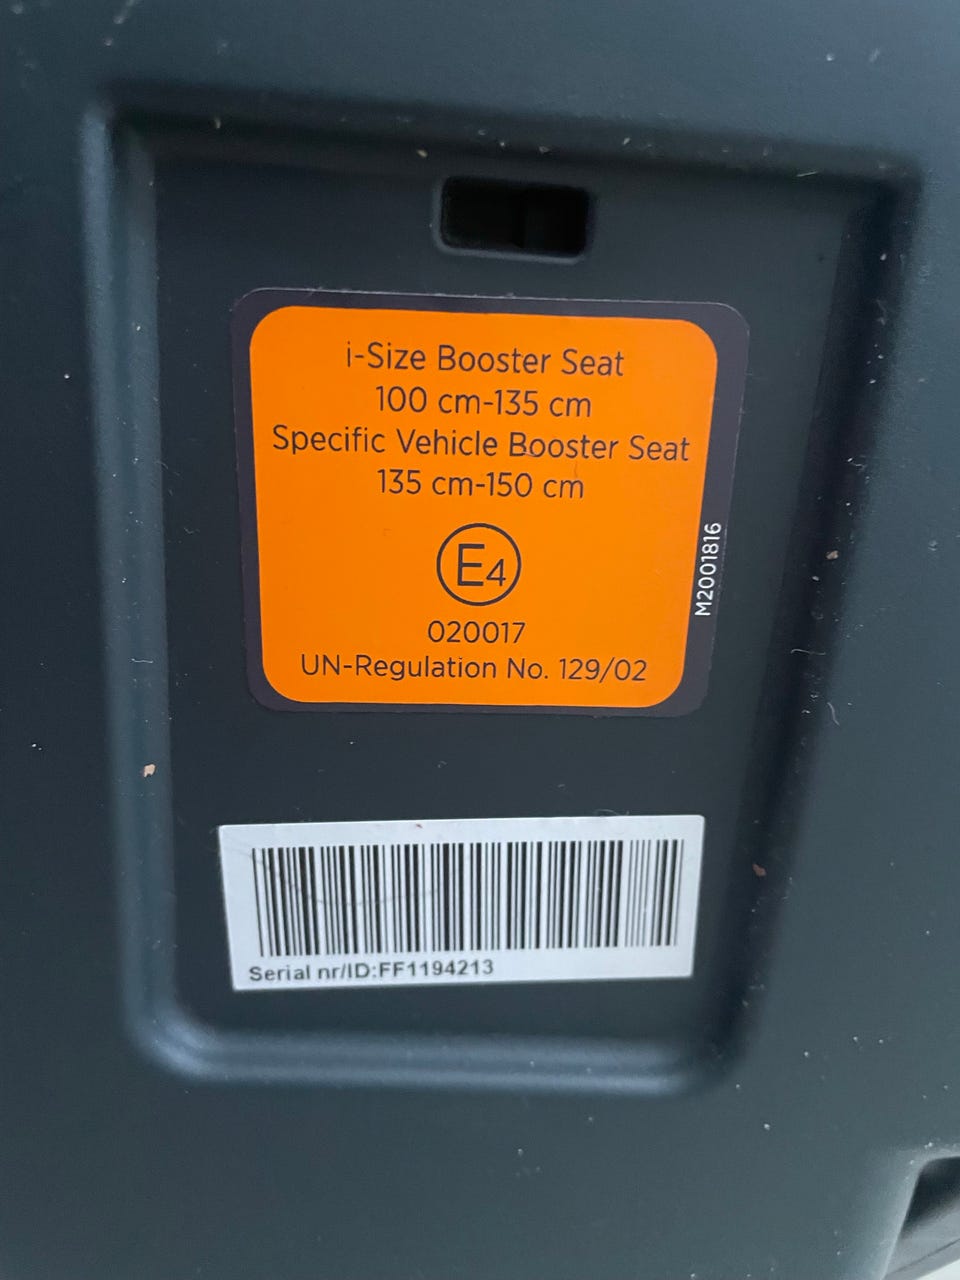 i-Size Booster Seat
100 cm-135 cm
Specific Vehicle Booster Seat
135 cm-150 cm
E4
020017
UN-Regulation No. 129/02
M2001816
Serial nr/ID:FF1194213